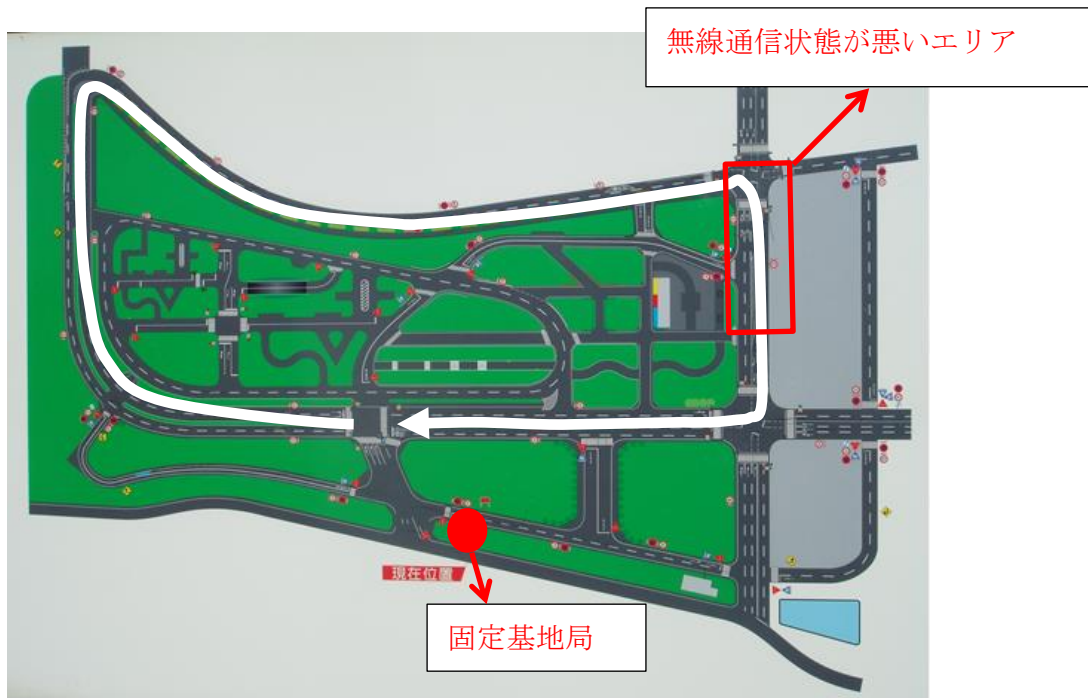 無線通信状態が悪いエリア
現在位置
固定基地局